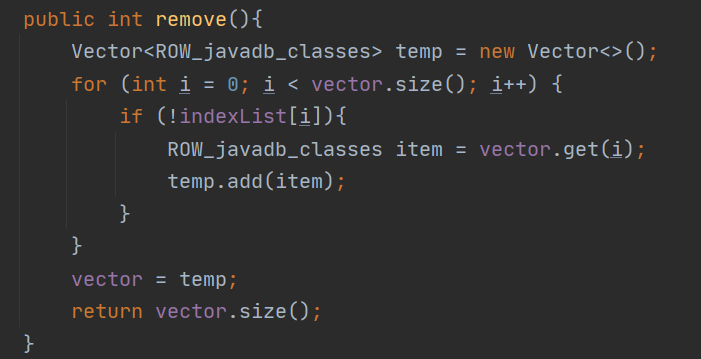 public int remove(){
    Vector<ROW_javadb_classes> temp = new Vector<>();
    for (int i = 0; i < vector.size(); i++) {
        if (!indexList[i]){
            ROW_javadb_classes item = vector.get(i);
            temp.add(item);
        }
    }
    vector = temp;
    return vector.size();
}